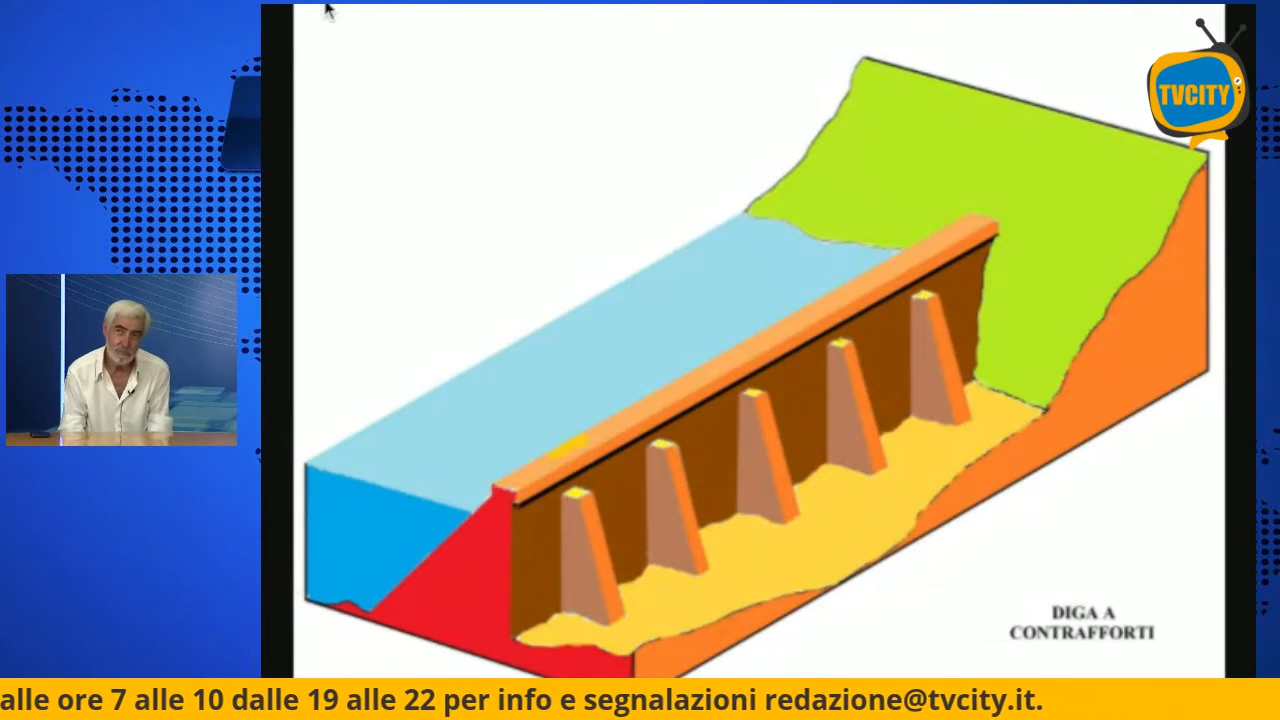 TVCITY
DIGA A
CONTRAFFORTI
alle ore 7 alle 10 dalle 19 alle 22 per info e segnalazioni redazione@tvcity.it.